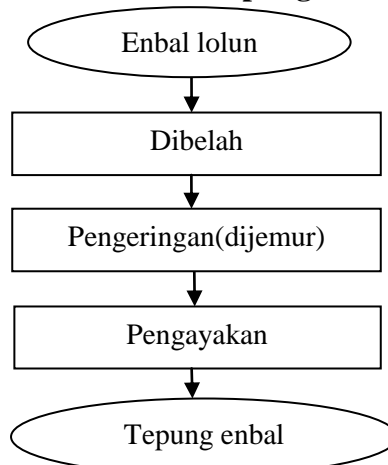 Enbal lolun
Dibelah
Pengeringan(dijemur)
Pengayakan
Tepung enbal